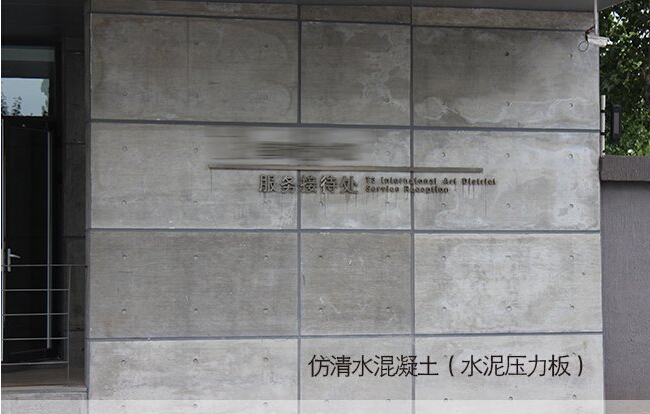 服务接待处
TS International Art District
Service Reception
仿清水混凝土（水泥压力板）